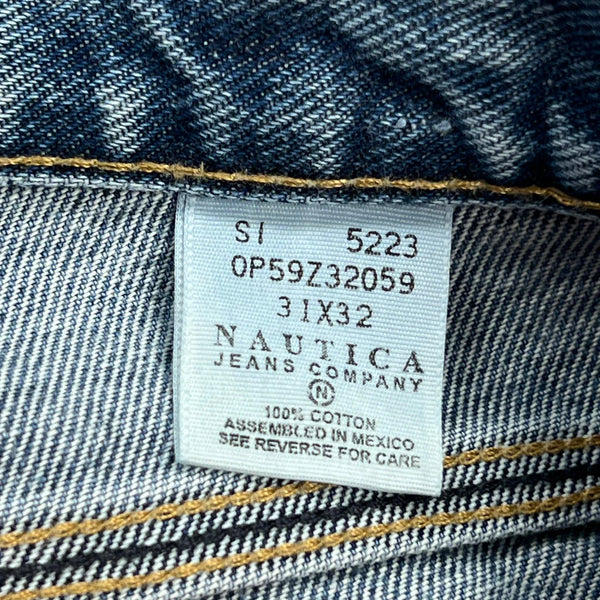 SI 5223
0P59Z32059
31X32
NAUTICA
JEANS COMPANY
N
100% COTTON
ASSEMBLED IN MEXICO
SEE REVERSE FOR CARE